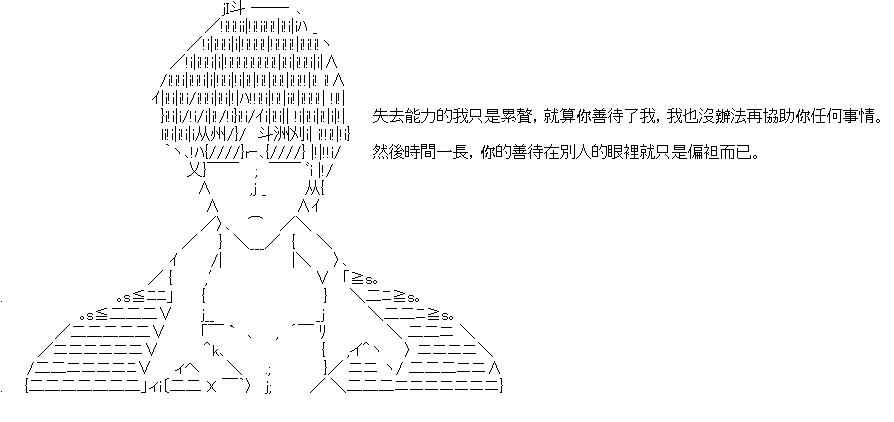 失去能力的我只是累贅，就算你善待了我，我也沒辦法再協助你任何事情。
然後時間一長，你的善待在別人的眼裡就只是偏袒而已。